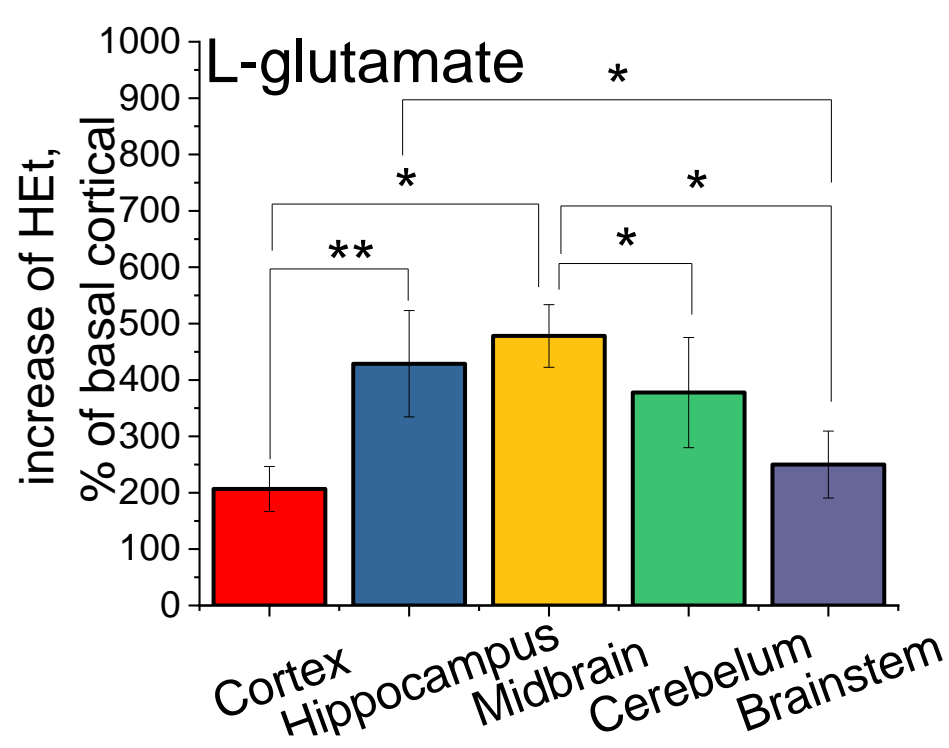 L-glutamate
increase of HEt,
% of basal cortical
1000
900
800
700
600
500
400
300
200
100
0
*
*
*
**
*
Cortex
Hippocampus
Midbrain
Cerebelum
Brainstem